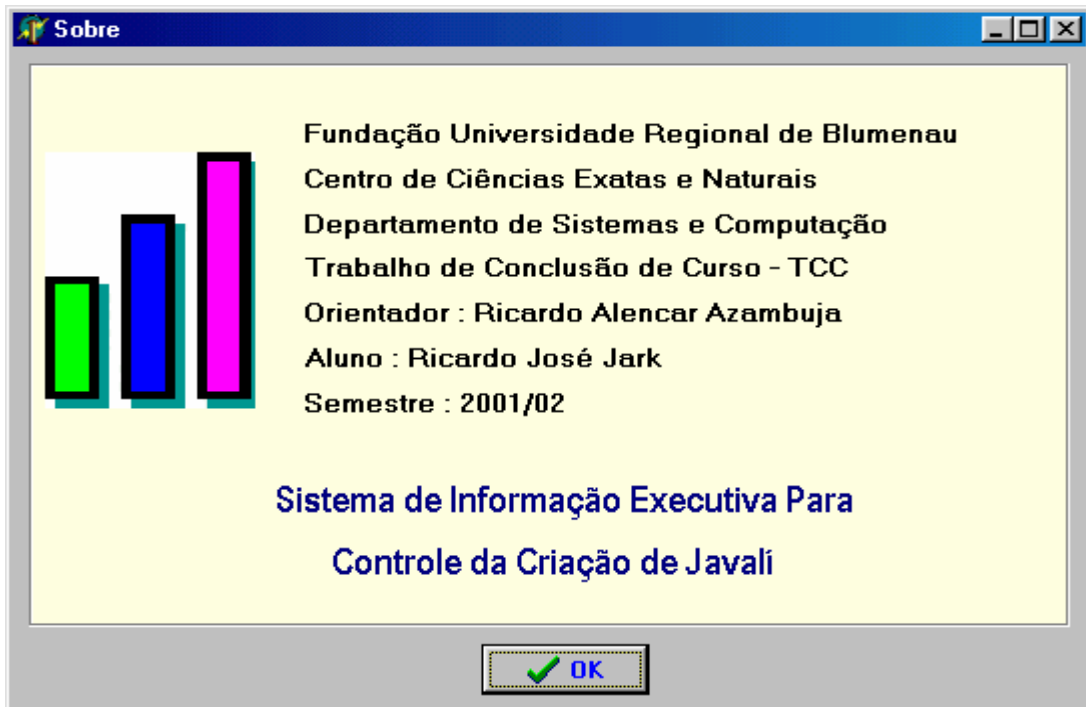 Sobre
Fundação Universidade Regional de Blumenau
Centro de Ciências Exatas e Naturais
Departamento de Sistemas e Computação
Trabalho de Conclusão de Curso - TCC
Orientador : Ricardo Alencar Azambuja
Aluno : Ricardo José Jark
Semestre : 2001/02
Sistema de Informação Executiva Para
Controle da Criação de Javalí
OK